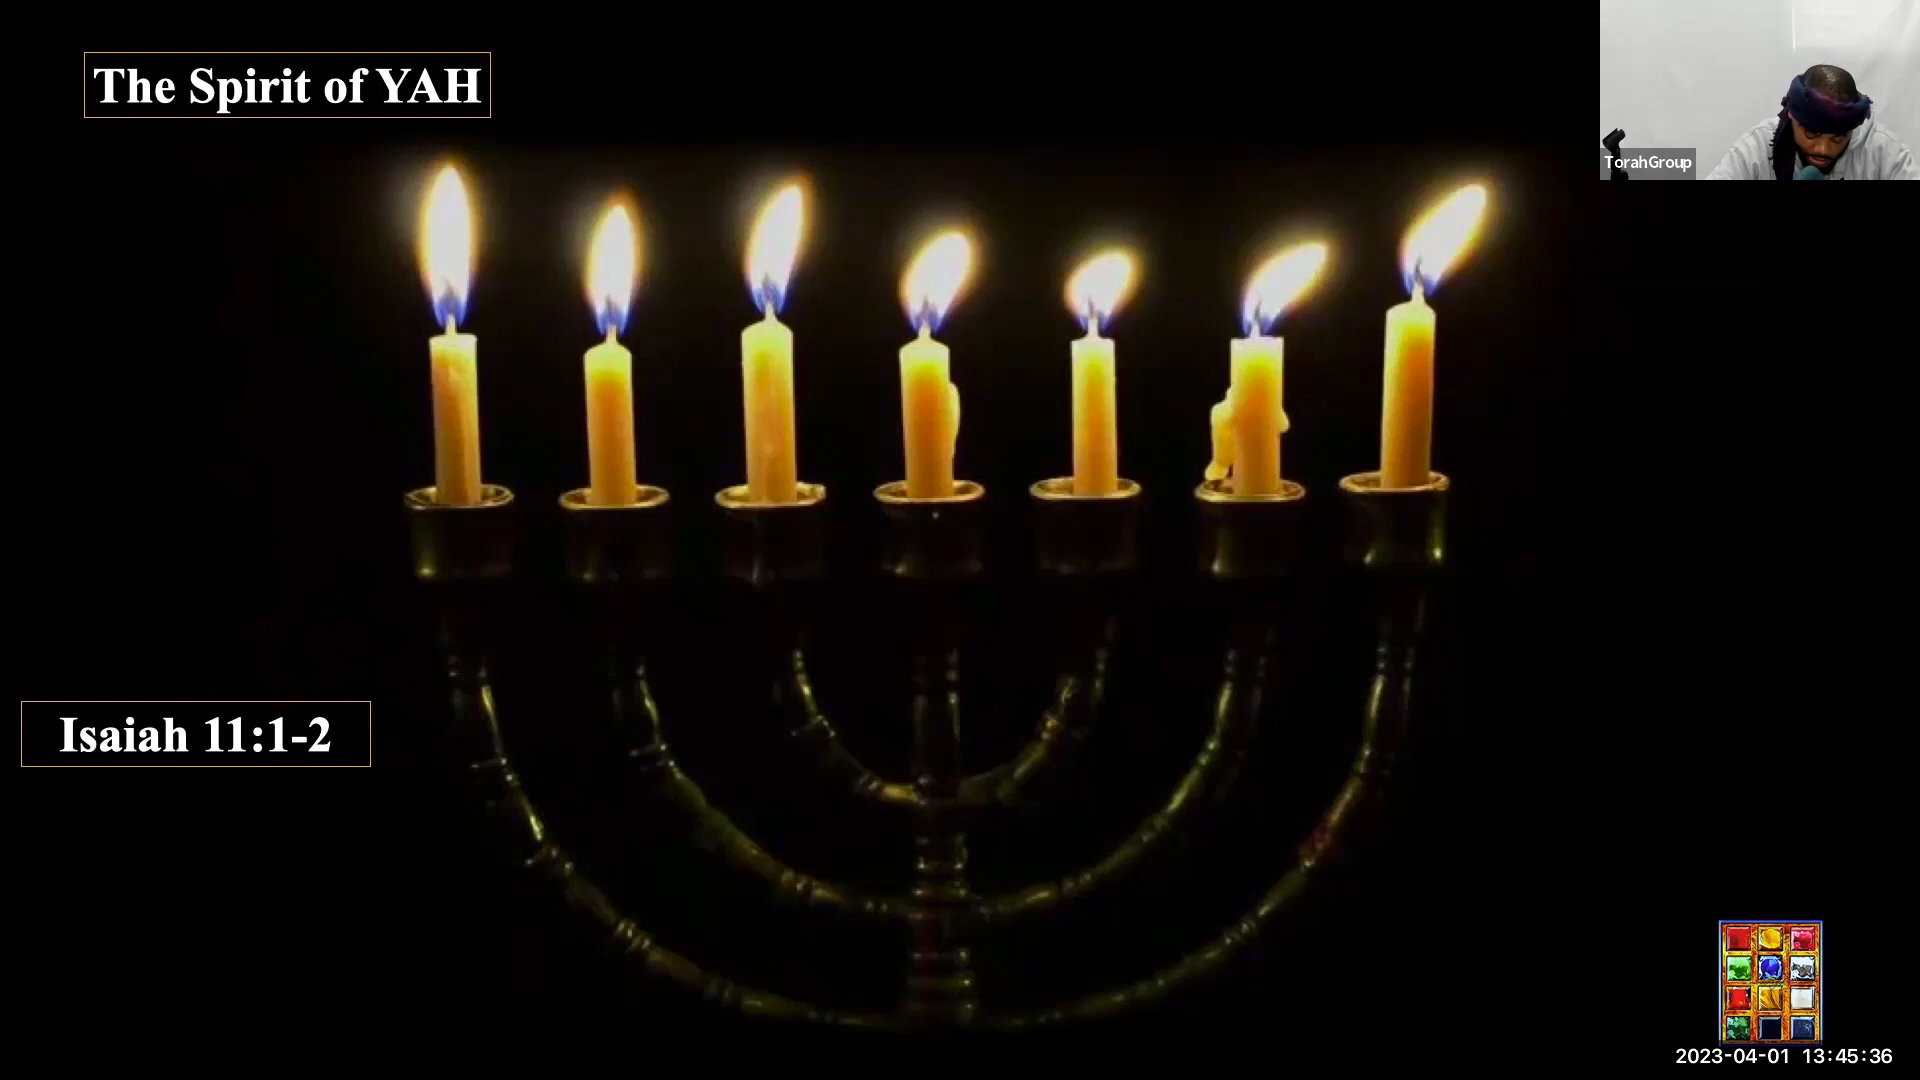 The Spirit of YAH
TorahGroup
Isaiah 11:1-2
2023-04-01 13:45:36